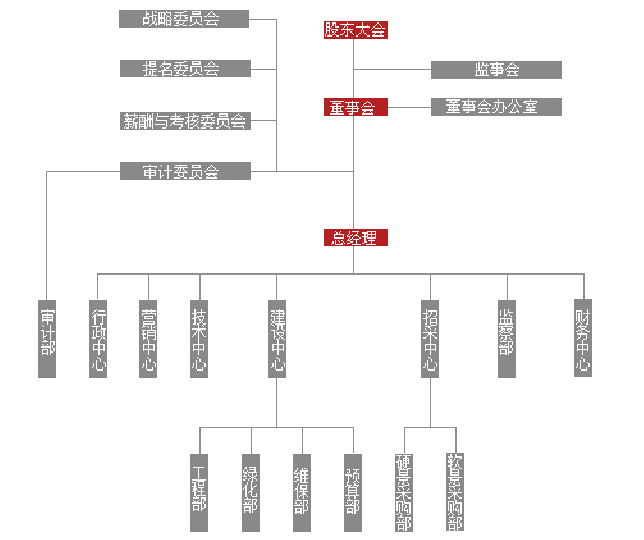 战略委员会
股东大会
提名委员会
监事会
董事会
董事会办公室
薪酬与考核委员会
审计委员会
总经理
审计部
行政中心
营销中心
技术中心
建设中心
招采中心
监察部
财务中心
工程部
绿化部
维保部
预算部
硬景采购部
软景采购部